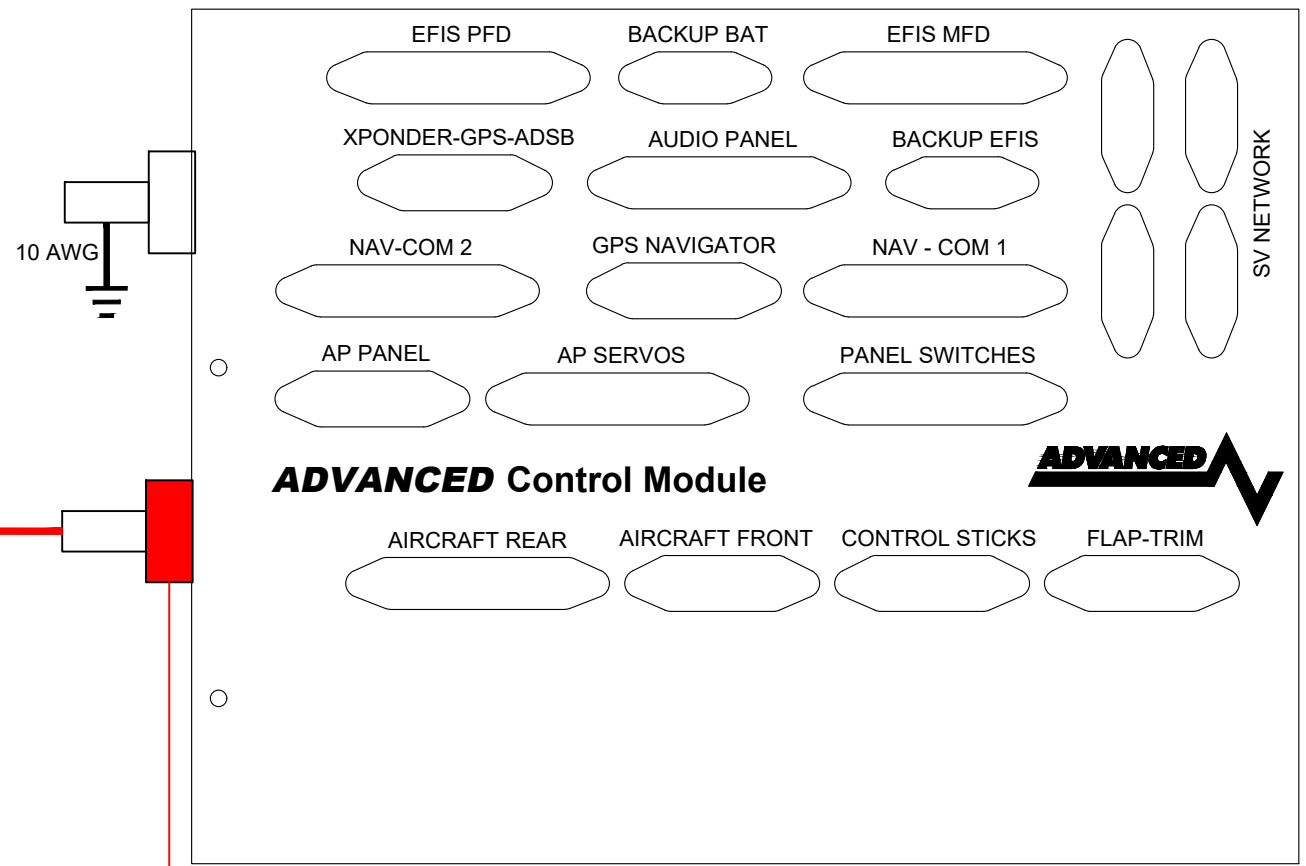 EFIS PFD
BACKUP BAT
EFIS MFD
XPONDER-GPS-ADSB
AUDIO PANEL
BACKUP EFIS
SV NETWORK
10 AWG
NAV-COM 2
GPS NAVIGATOR
NAV - COM 1
AP PANEL
AP SERVOS
PANEL SWITCHES
ADVANCED Control Module
ADVANCED
AIRCRAFT REAR
AIRCRAFT FRONT
CONTROL STICKS
FLAP-TRIM